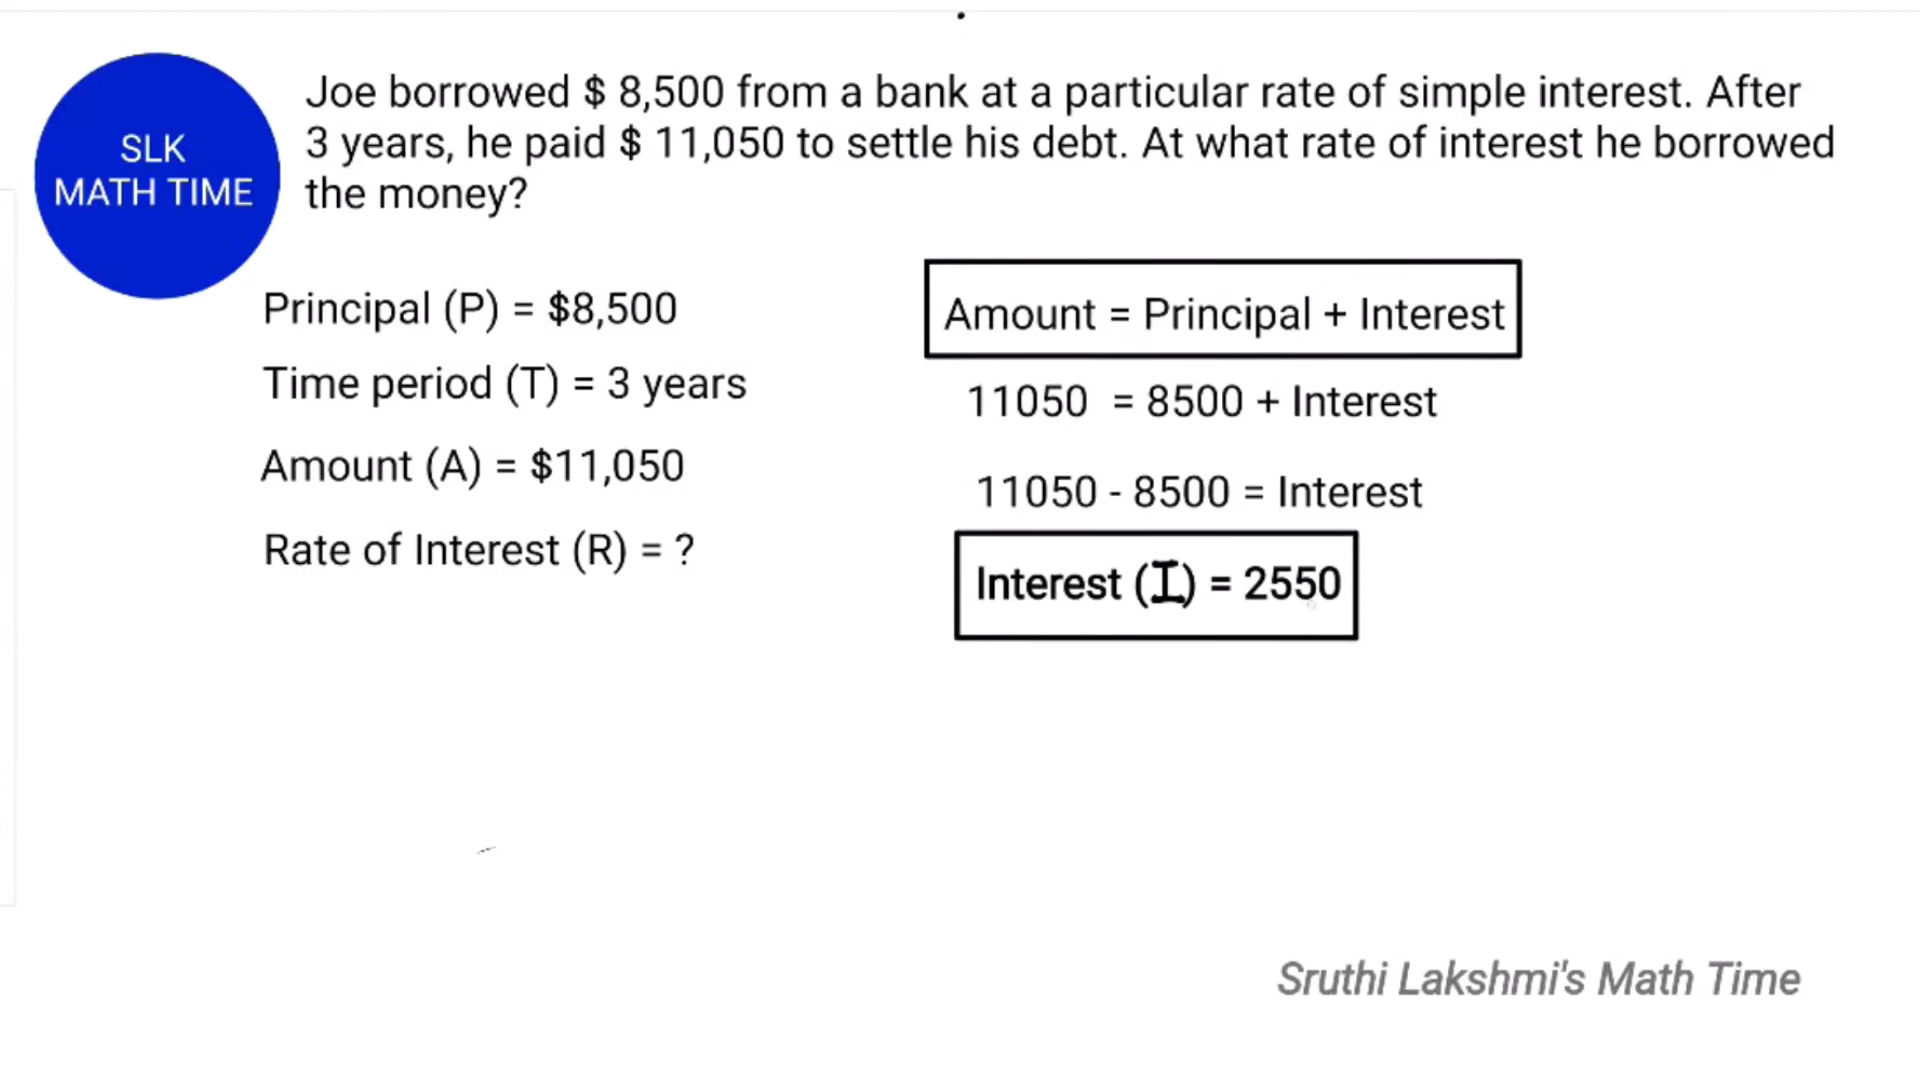 SLK
MATH TIME
Joe borrowed $ 8,500 from a bank at a particular rate of simple interest. After
3 years, he paid $ 11,050 to settle his debt. At what rate of interest he borrowed
the money?
Principal (P) = $8,500
Time period (T) = 3 years
Amount (A) = $11,050
Rate of Interest (R) = ?
Amount = Principal + Interest
11050 = 8500 + Interest
11050 - 8500 = Interest
Interest (I) = 2550
Sruthi Lakshmi's Math Time